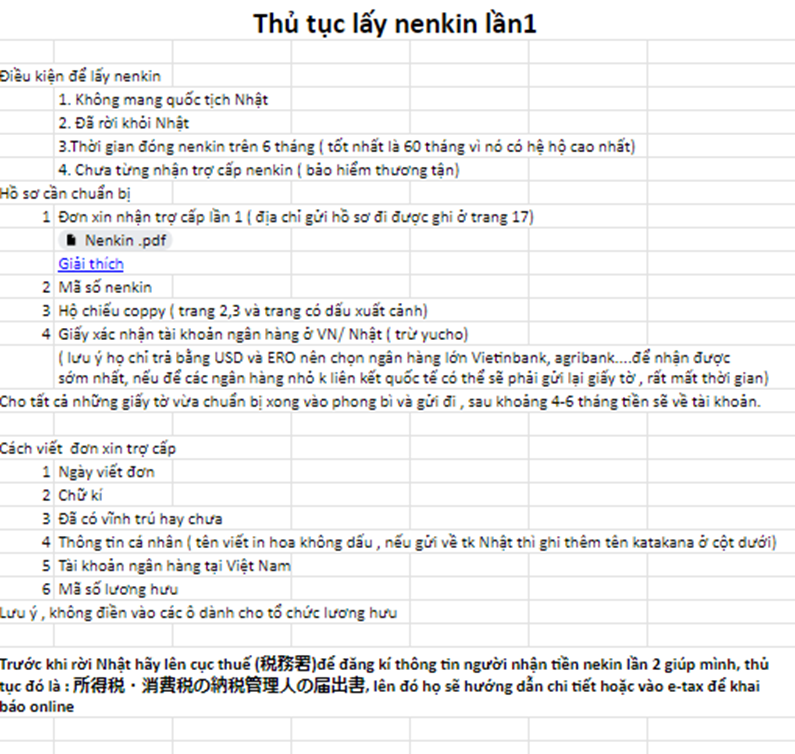 Thủ tục lấy nenkin lần1
Điều kiện để lấy nenkin
1. Không mang quốc tịch Nhật
2. Đã rời khỏi Nhật
3.Thời gian đóng nenkin trên 6 tháng ( tốt nhất là 60 tháng vì nó có hệ hộ cao nhất)
4. Chưa từng nhận trợ cấp nenkin ( bảo hiểm thương tận)
Hồ sơ cần chuẩn bị
1 Đơn xin nhận trợ cấp lần 1 ( địa chỉ gửi hồ sơ đi được ghi ở trang 17)
Nenkin .pdf
Giải thích
2 Mã số nenkin
3 Hộ chiếu coppy ( trang 2,3 và trang có dấu xuất cảnh)
4 Giấy xác nhận tài khoản ngân hàng ở VN/ Nhật ( trừ yucho)
( lưu ý họ chỉ trả bằng USD và ERO nên chọn ngân hàng lớn Vietinbank, agribank....để nhận được
sớm nhất, nếu để các ngân hàng nhỏ k liên kết quốc tế có thể sẽ phải gửi lại giấy tờ , rất mất thời gian)
Cho tất cả những giấy tờ vừa chuẩn bị xong vào phong bì và gửi đi , sau khoảng 4-6 tháng tiền sẽ về tài khoản.
Cách viết đơn xin trợ cấp
1 Ngày viết đơn
2 Chữ kí
3 Đã có vĩnh trú hay chưa
4 Thông tin cá nhân ( tên viết in hoa không dấu , nếu gửi về tk Nhật thì ghi thêm tên katakana ở cột dưới)
5 Tài khoản ngân hàng tại Việt Nam
6 Mã số lương hưu
Lưu ý , không điền vào các ô dành cho tổ chức lương hưu
Trước khi rời Nhật hãy lên cục thuế (税務署)để đăng kí thông tin người nhận tiền nekin lần 2 giúp mình, thủ
tục đó là : 所得税・消費税の納税管理人の届出書, lên đó họ sẽ hướng dẫn chi tiết hoặc vào e-tax để khai
báo online